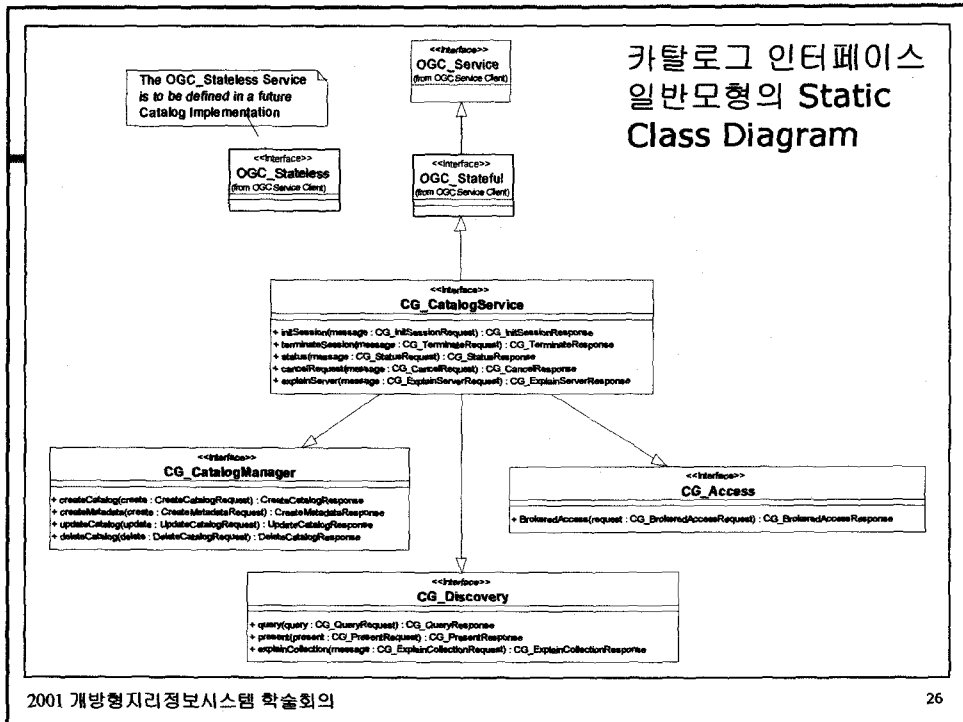 카탈로그 인터페이스
일반모형의 Static
Class Diagram
The OGC_Stateless Service
is to be defined in a future
Catalog Implementation
<<Interface>>
OGC_Service
(from OGC Service Client)
<<Interface>>
OGC_Stateless
(from OGC Service Client)
<<Interface>>
OGC_Stateful
(from OGC Service Client)
<<Interface>>
CG_CatalogService
+ initSession(message : CG_InitSessionRequest) : CG_InitSessionResponse
+ terminateSession(message : CG_TerminateRequest) : CG_TerminateResponse
+ status(message : CG_StatusRequest) : CG_StatusResponse
+ cancelRequest(message : CG_CancelRequest) : CG_CancelResponse
+ explainServer(message : CG_ExplainServerRequest) : CG_ExplainServerResponse
<<Interface>>
CG_CatalogManager
+ createCatalog(create : CreateCatalogRequest) : CreateCatalogResponse
+ createMetadata(create : CreateMetadataRequest) : CreateMetadataResponse
+ updateCatalog(update : UpdateCatalogRequest) : UpdateCatalogResponse
+ deleteCatalog(delete : DeleteCatalogRequest) : DeleteCatalogResponse
<<Interface>>
CG_Access
+ BrokeredAccess(request : CG_BrokeredAccessRequest) : CG_BrokeredAccessResponse
<<Interface>>
CG_Discovery
+ query(query : CG_QueryRequest) : CG_QueryResponse
+ present(present : CG_PresentRequest) : CG_PresentResponse
+ explainCollection(message : CG_ExplainCollectionRequest) : CG_ExplainCollectionResponse
2001 개방형지리정보시스템 학술회의
26